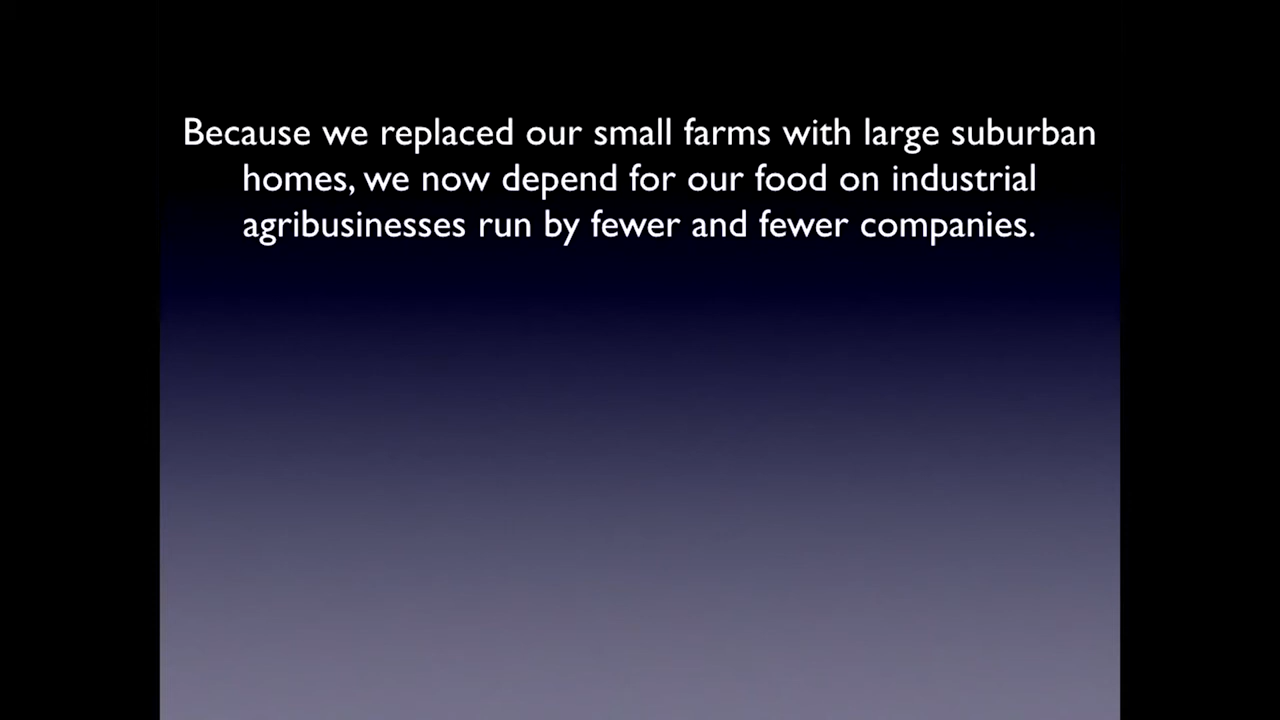 Because we replaced our small farms with large suburban
homes, we now depend for our food on industrial
agribusinesses run by fewer and fewer companies.